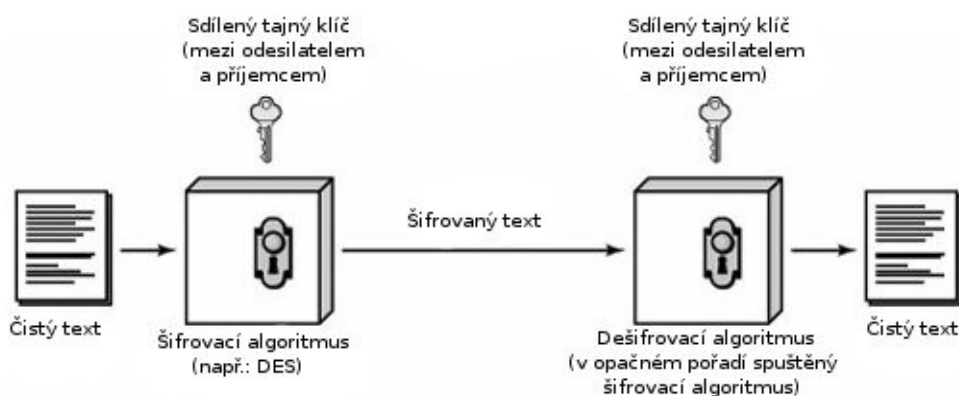 Sdílený tajný klíč
(mezi odesilatelem
a příjemcem)
Sdílený tajný klíč
(mezi odesilatelem
a příjemcem)
Šifrovaný text
Čistý text
Šifrovací algoritmus
(např.: DES)
Dešifrovací algoritmus
(v opačném pořadí spuštěný
šifrovací algoritmus)
Čistý text